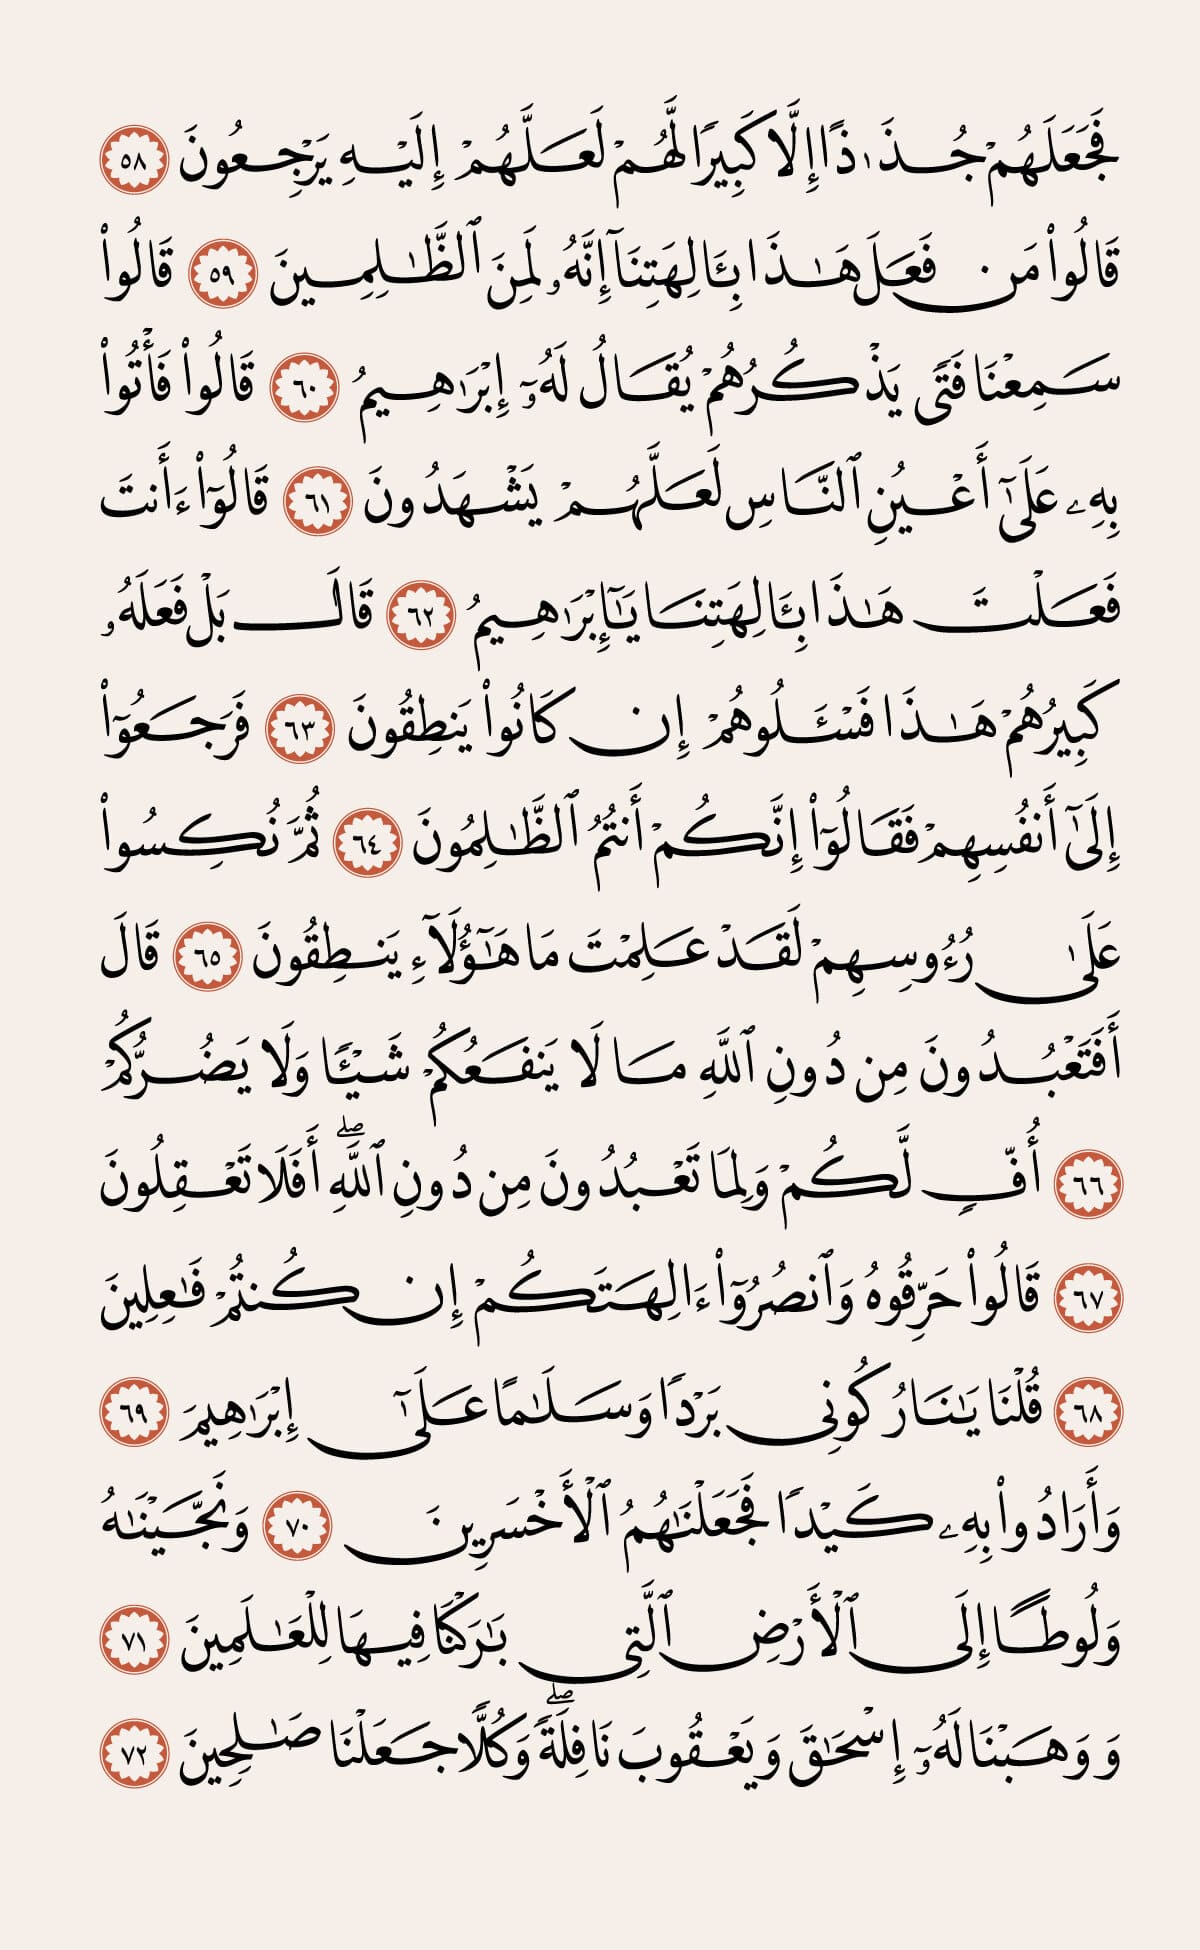 فَجَعَلَهُمْ جُذَٰذًا إِلَّا كَبِيرًا لَّهُمْ لَعَلَّهُمْ إِلَيْهِ يَرْجِعُونَ ٥٨
قَالُوا۟ مَن فَعَلَ هَـٰذَا بِـَٔالِهَتِنَآ إِنَّهُۥ لَمِنَ ٱلظَّـٰلِمِينَ ٥٩ قَالُوا۟
سَمِعْنَا فَتًى يَذْكُرُهُمْ يُقَالُ لَهُۥٓ إِبْرَٰهِيمُ ٦٠ قَالُوا۟ فَأْتُوا۟
بِهِۦ عَلَىٰٓ أَعْيُنِ ٱلنَّاسِ لَعَلَّهُمْ يَشْهَدُونَ ٦١ قَالُوٓا۟ ءَأَنتَ
فَعَلْتَ هَـٰذَا بِـَٔالِهَتِنَا يَـٰٓإِبْرَٰهِيمُ ٦٢ قَالَ بَلْ فَعَلَهُۥ
كَبِيرُهُمْ هَـٰذَا فَسْـَٔلُوهُمْ إِن كَانُوا۟ يَنطِقُونَ ٦٣ فَرَجَعُوٓا۟
إِلَىٰٓ أَنفُسِهِمْ فَقَالُوٓا۟ إِنَّكُمْ أَنتُمُ ٱلظَّـٰلِمُونَ ٦٤ ثُمَّ نُكِسُوا۟
عَلَىٰ رُءُوسِهِمْ لَقَدْ عَلِمْتَ مَا هَـٰٓؤُلَآءِ يَنطِقُونَ ٦٥ قَالَ
أَفَتَعْبُدُونَ مِن دُونِ ٱللَّهِ مَا لَا يَنفَعُكُمْ شَيْـًٔا وَلَا يَضُرُّكُمْ
٦٦ أُفٍّ لَّكُمْ وَلِمَا تَعْبُدُونَ مِن دُونِ ٱللَّهِ ۖ أَفَلَا تَعْقِلُونَ
٦٧ قَالُوا۟ حَرِّقُوهُ وَٱنصُرُوٓا۟ ءَالِهَتَكُمْ إِن كُنتُمْ فَـٰعِلِينَ
٦٨ قُلْنَا يَـٰنَارُ كُونِى بَرْدًا وَسَلَـٰمًا عَلَىٰٓ إِبْرَٰهِيمَ ٦٩
وَأَرَادُوا۟ بِهِۦ كَيْدًا فَجَعَلْنَـٰهُمُ ٱلْأَخْسَرِينَ ٧٠ وَنَجَّيْنَـٰهُ
وَلُوطًا إِلَى ٱلْأَرْضِ ٱلَّتِى بَـٰرَكْنَا فِيهَا لِلْعَـٰلَمِينَ ٧١
وَوَهَبْنَا لَهُۥٓ إِسْحَـٰقَ وَيَعْقُوبَ نَافِلَةً ۖ وَكُلًّا جَعَلْنَا صَـٰلِحِينَ ٧٢